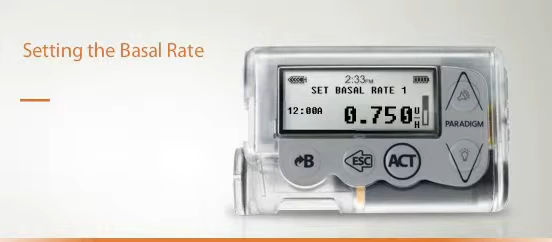 Setting the Basal Rate
2:33PM
SET BASAL RATE 1
12:00A 0.750 U/H
PARADIGM
B ESC ACT